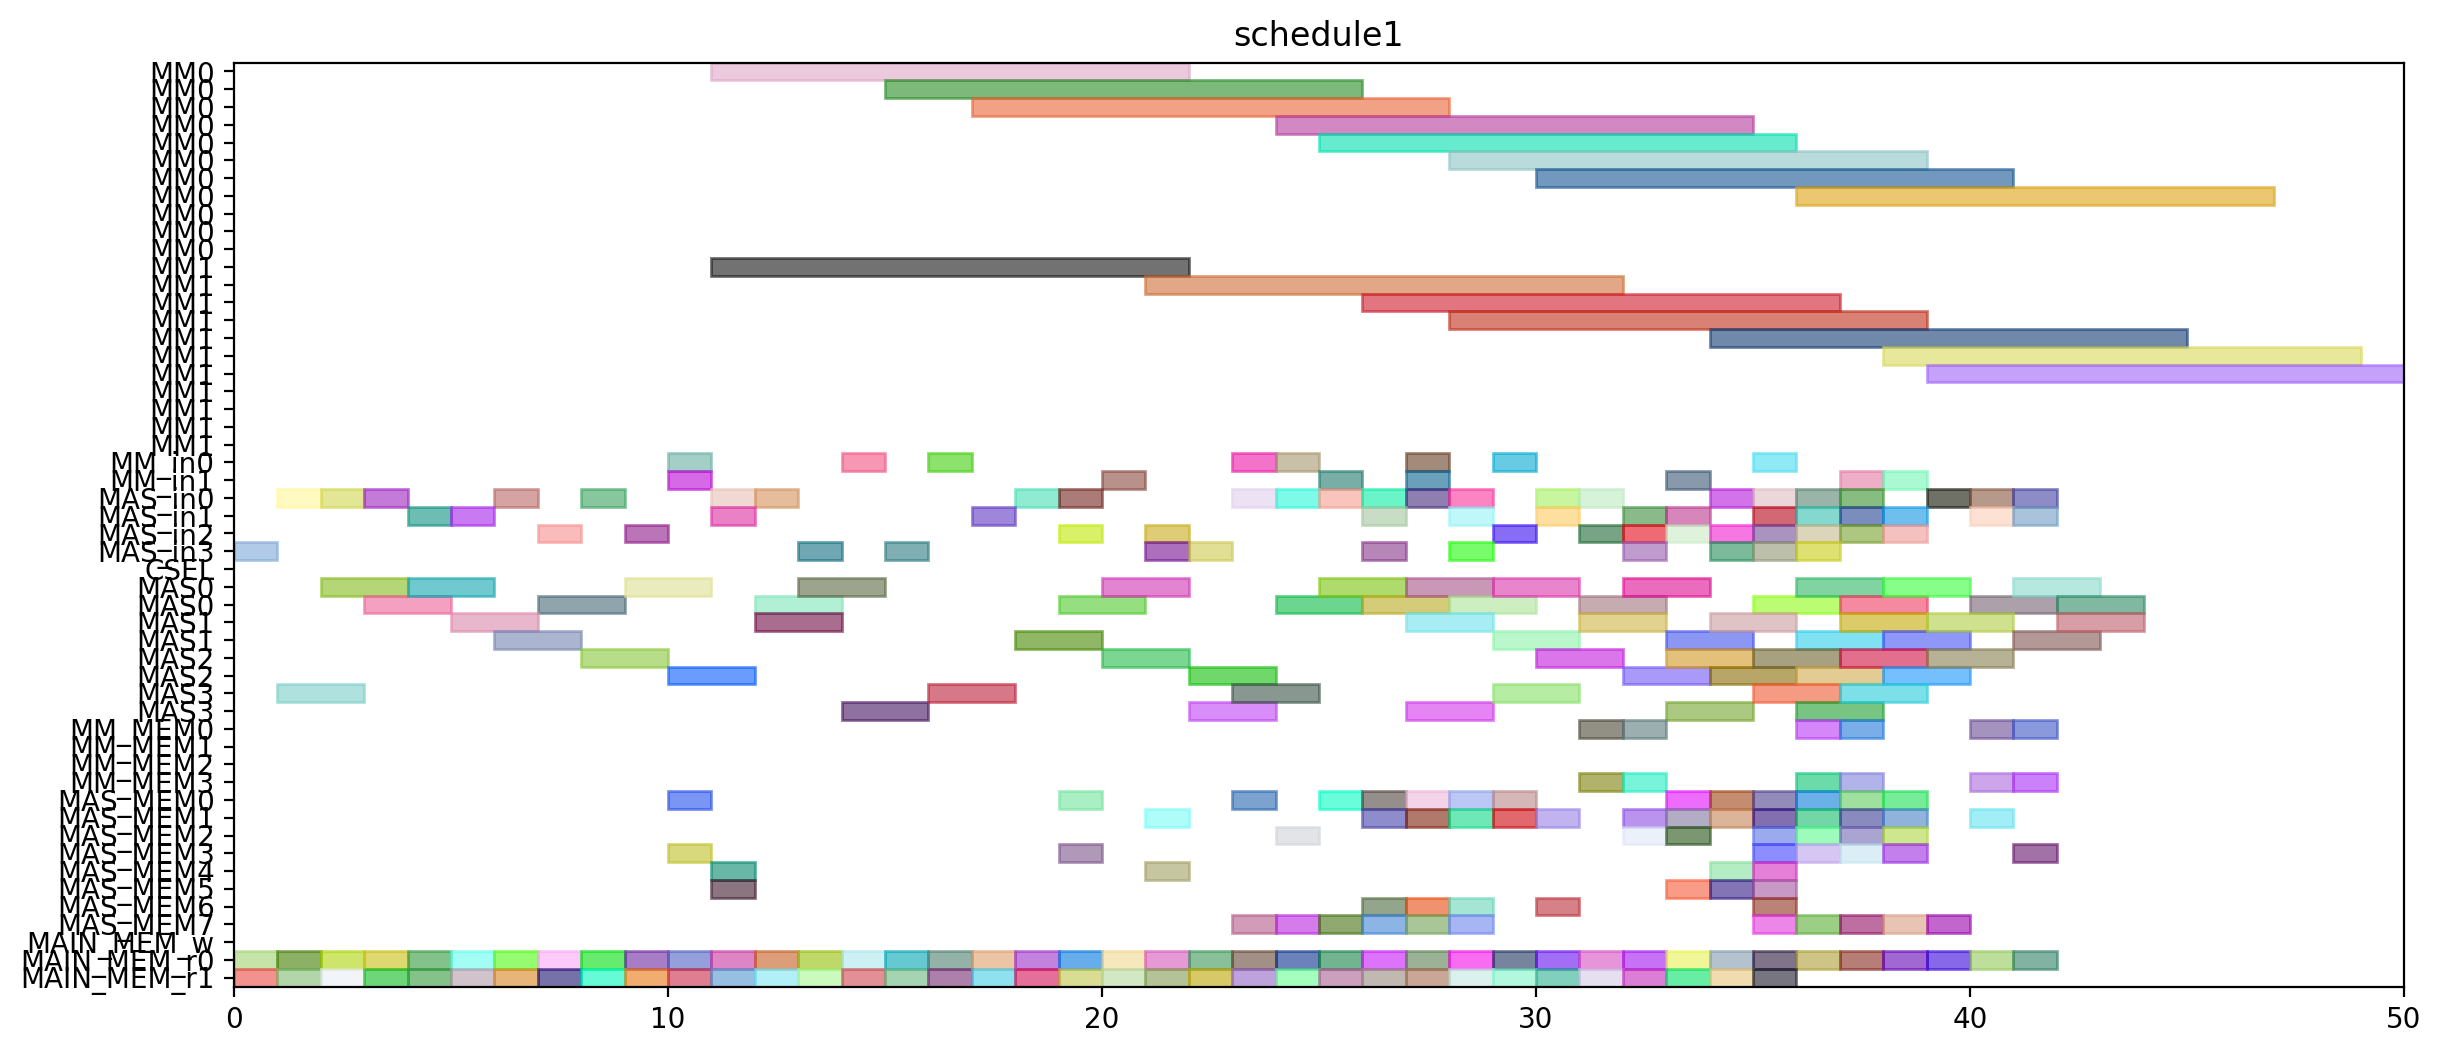 schedule1
MM0
MM0
MM0
MM0
MM0
MM0
MM0
MM0
MM0
MM0
MM0
MM1
MM1
MM1
MM1
MM1
MM1
MM1
MM1
MM1
MM1
MM1
MM_in0
MM_in1
MAS_in0
MAS_in1
MAS_in2
MAS_in3
CSEL
MAS0
MAS0
MAS1
MAS1
MAS2
MAS2
MAS3
MAS3
MM_MEM0
MM_MEM1
MM_MEM2
MM_MEM3
MAS_MEM0
MAS_MEM1
MAS_MEM2
MAS_MEM3
MAS_MEM4
MAS_MEM5
MAS_MEM6
MAS_MEM7
MAIN_MEM_w
MAIN_MEM_r0
MAIN_MEM_r1
0 10 20 30 40 50